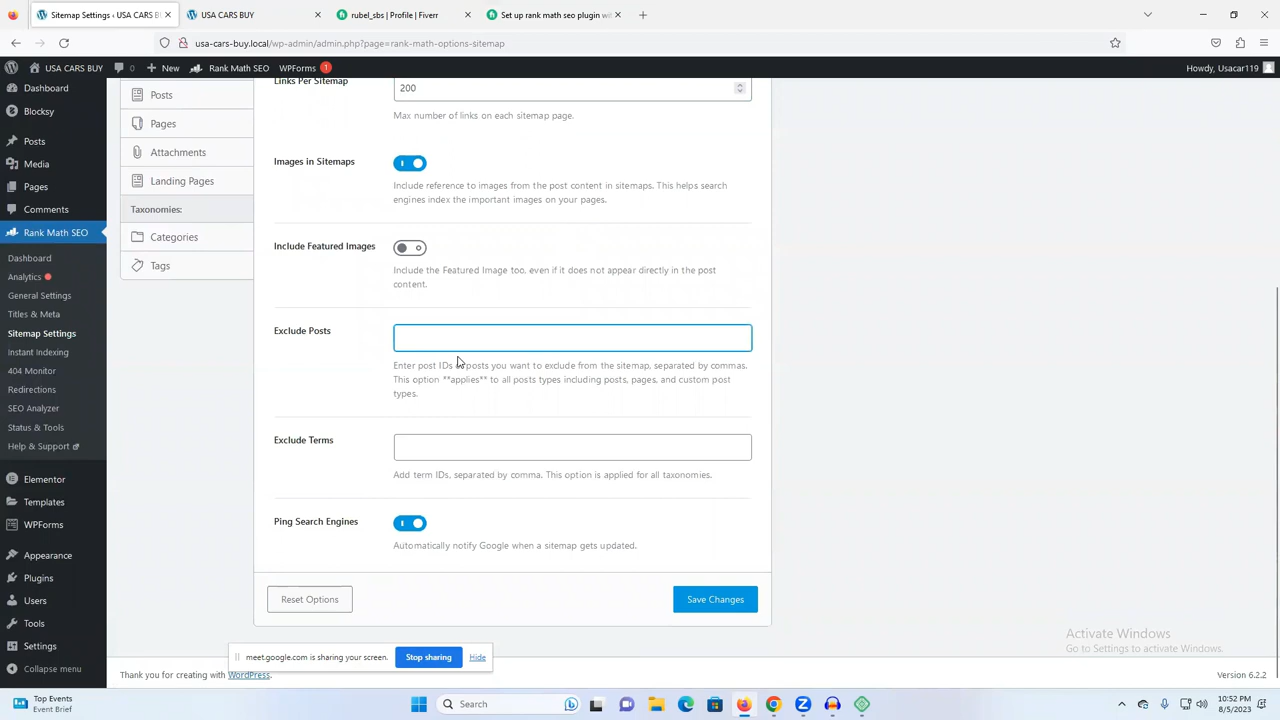 Sitemap Settings ‹ USA CARS B
USA CARS BUY
rubel_sbs | Profile | Fiverr
Set up rank math seo plugin wi
usa-cars-buy.local/wp-admin/admin.php?page=rank-math-options-sitemap
USA CARS BUY
0
New
Rank Math SEO
WPForms
1
Howdy, Usacar119
Dashboard
Blocksy
Posts
Media
Pages
Comments
Rank Math SEO
Dashboard
Analytics
General Settings
Titles & Meta
Sitemap Settings
Instant Indexing
404 Monitor
Redirections
SEO Analyzer
Status & Tools
Help & Support
Elementor
Templates
WPForms
Appearance
Plugins
Users
Tools
Settings
Collapse menu
Posts
Pages
Attachments
Landing Pages
Taxonomies:
Categories
Tags
Links Per Sitemap
200
Max number of links on each sitemap page.
Images in Sitemaps
Include reference to images from the post content in sitemaps. This helps search
engines index the important images on your pages.
Include Featured Images
Include the Featured Image too, even if it does not appear directly in the post
content.
Exclude Posts
Enter post IDs posts you want to exclude from the sitemap, separated by commas.
This option **applies** to all posts types including posts, pages, and custom post
types.
Exclude Terms
Add term IDs, separated by comma. This option is applied for all taxonomies.
Ping Search Engines
Automatically notify Google when a sitemap gets updated.
Reset Options
Save Changes
Activate Windows
Go to Settings to activate Windows.
meet.google.com is sharing your screen.
Stop sharing
Hide
Thank you for creating with WordPress.
Version 6.2.2
Top Events
Event Brief
Search
10:52 PM
8/5/2023